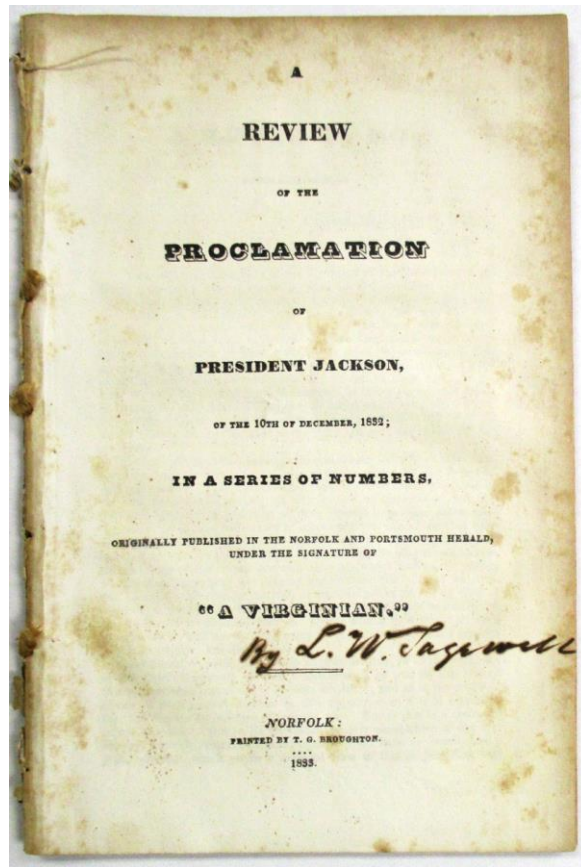 A
REVIEW
OF THE
PROCLAMATION
OF
PRESIDENT JACKSON,
OF THE 10TH OF DECEMBER, 1832;
IN A SERIES OF NUMBERS,
ORIGINALLY PUBLISHED IN THE NORFOLK AND PORTSMOUTH HERALD,
UNDER THE SIGNATURE OF
“A VIRGINIAN.”
By L. W. Tazewell
NORFOLK:
PRINTED BY T. G. BROUGHTON.
....
1833.